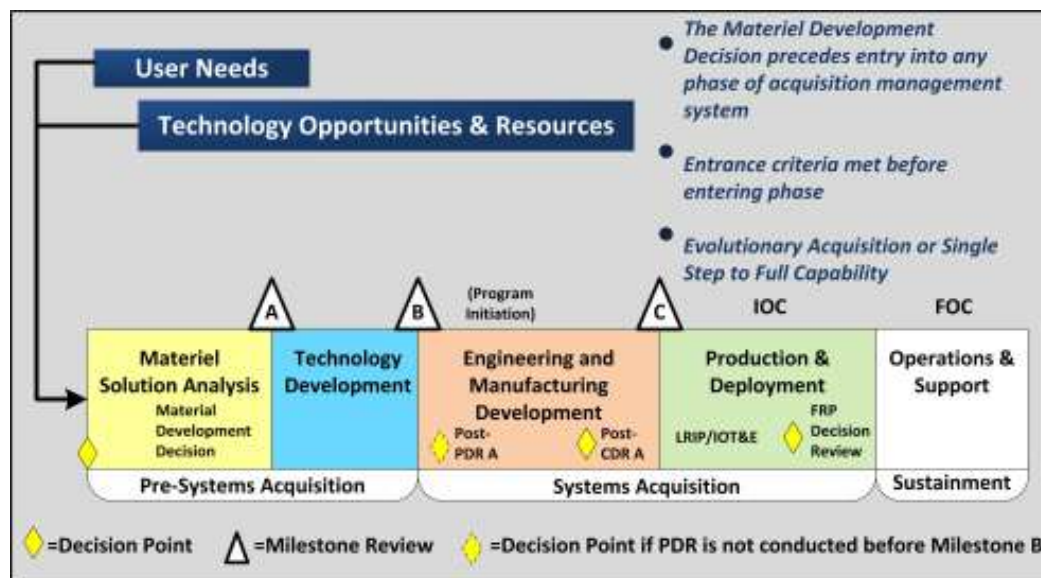 User Needs
Technology Opportunities & Resources
The Materiel Development
Decision precedes entry into any
phase of acquisition management
system
Entrance criteria met before
entering phase
Evolutionary Acquisition or Single
Step to Full Capability
A
B
(Program
Initiation)
C
IOC
FOC
Materiel
Solution Analysis
Material
Development
Decision
Technology
Development
Engineering and
Manufacturing
Development
Post-
PDR A
Post-
CDR A
Production &
Deployment
LRIP/IOT&E
FRP
Decision
Review
Operations &
Support
Pre-Systems Acquisition
Systems Acquisition
Sustainment
=Decision Point
=Milestone Review
=Decision Point if PDR is not conducted before Milestone B